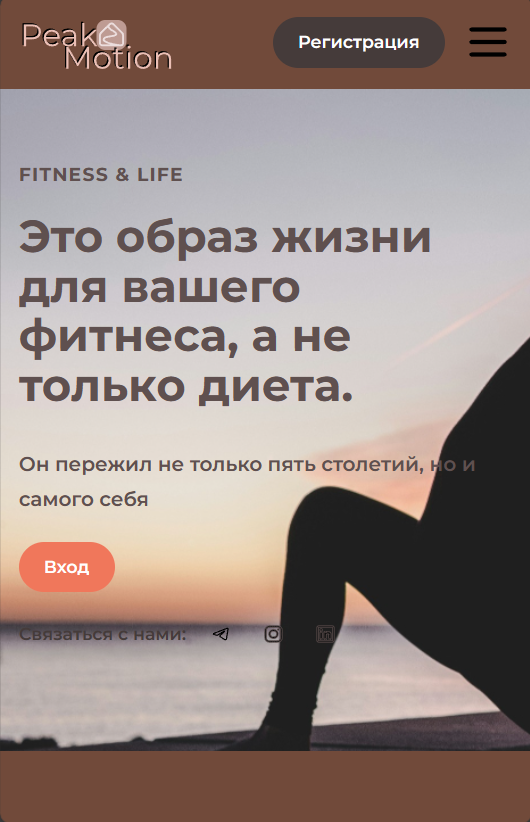 Peak
Motion
Регистрация
FITNESS & LIFE
Это образ жизни
для вашего
фитнеса, а не
только диета.
Он пережил не только пять столетий, но и
самого себя
Вход
Связаться с нами: